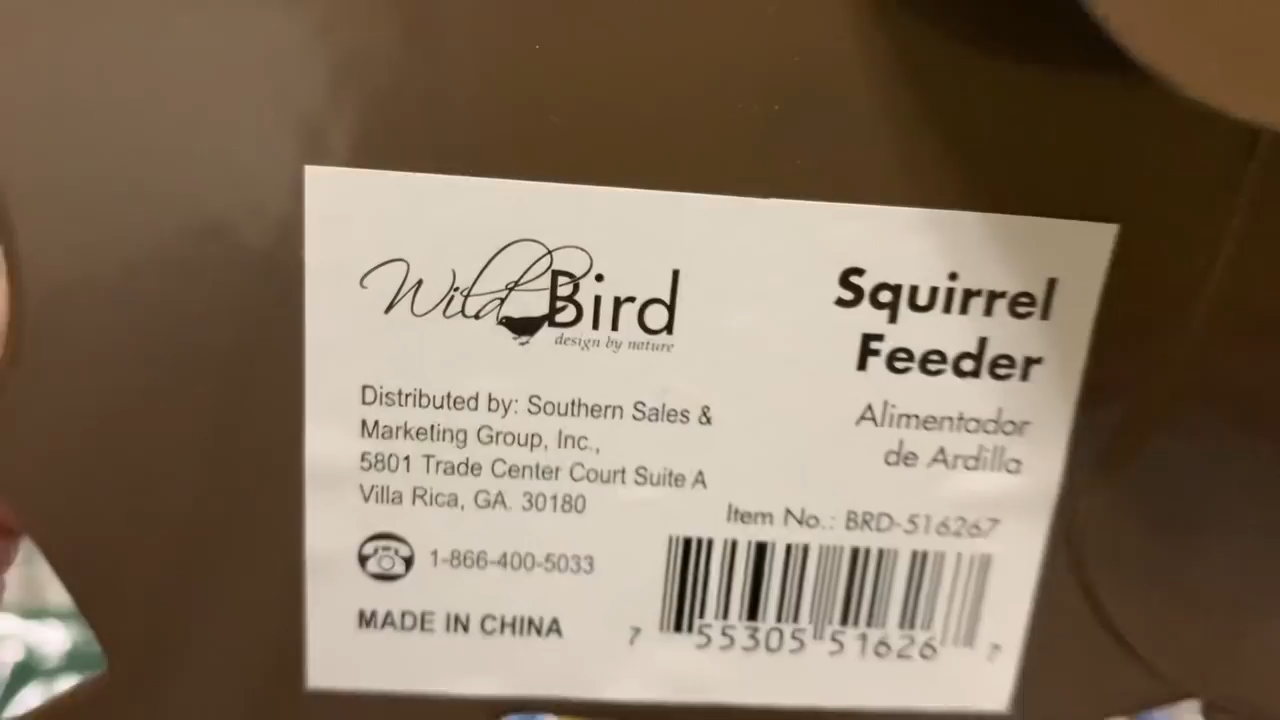 Wild Bird
design by nature
Squirrel
Feeder
Alimentador
de Ardilla
Distributed by: Southern Sales &
Marketing Group, Inc.,
5801 Trade Center Court Suite A
Villa Rica, GA. 30180
1-866-400-5033
MADE IN CHINA
Item No.: BRD-516267
7 55305 51626 7